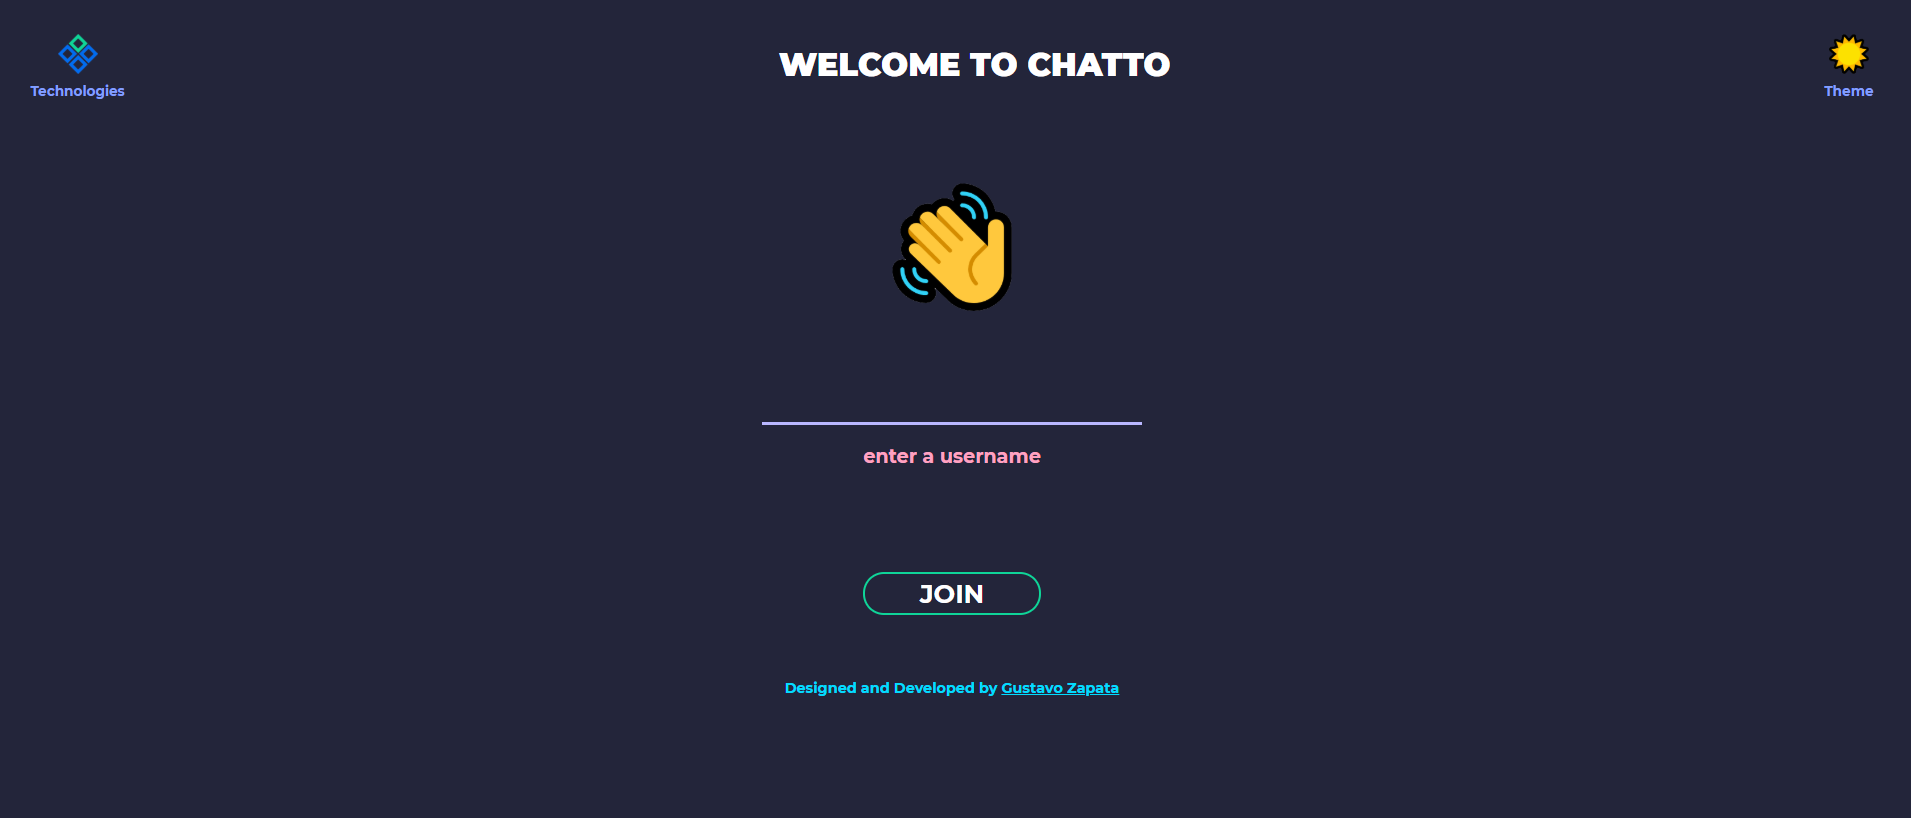 WELCOME TO CHATTO
Technologies
Theme
enter a username
JOIN
Designed and Developed by Gustavo Zapata